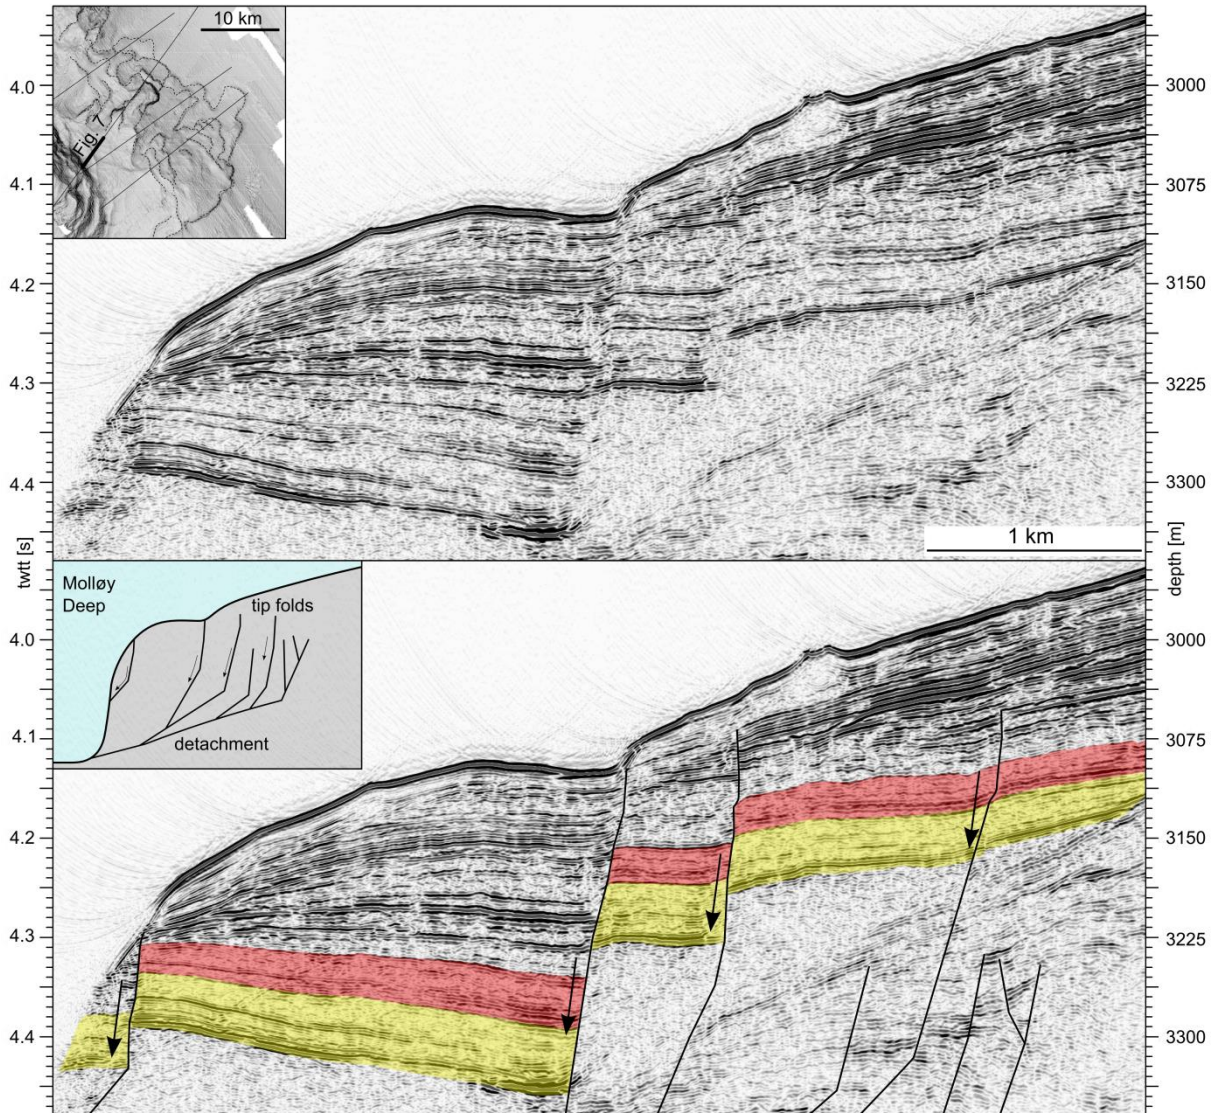 10 km
Fig. 7
4.0
4.1
4.2
4.3
4.4
3000
3075
3150
3225
3300
1 km
twtt [s]
depth [m]
Molløy
Deep
tip folds
detachment
4.0
4.1
4.2
4.3
4.4
3000
3075
3150
3225
3300